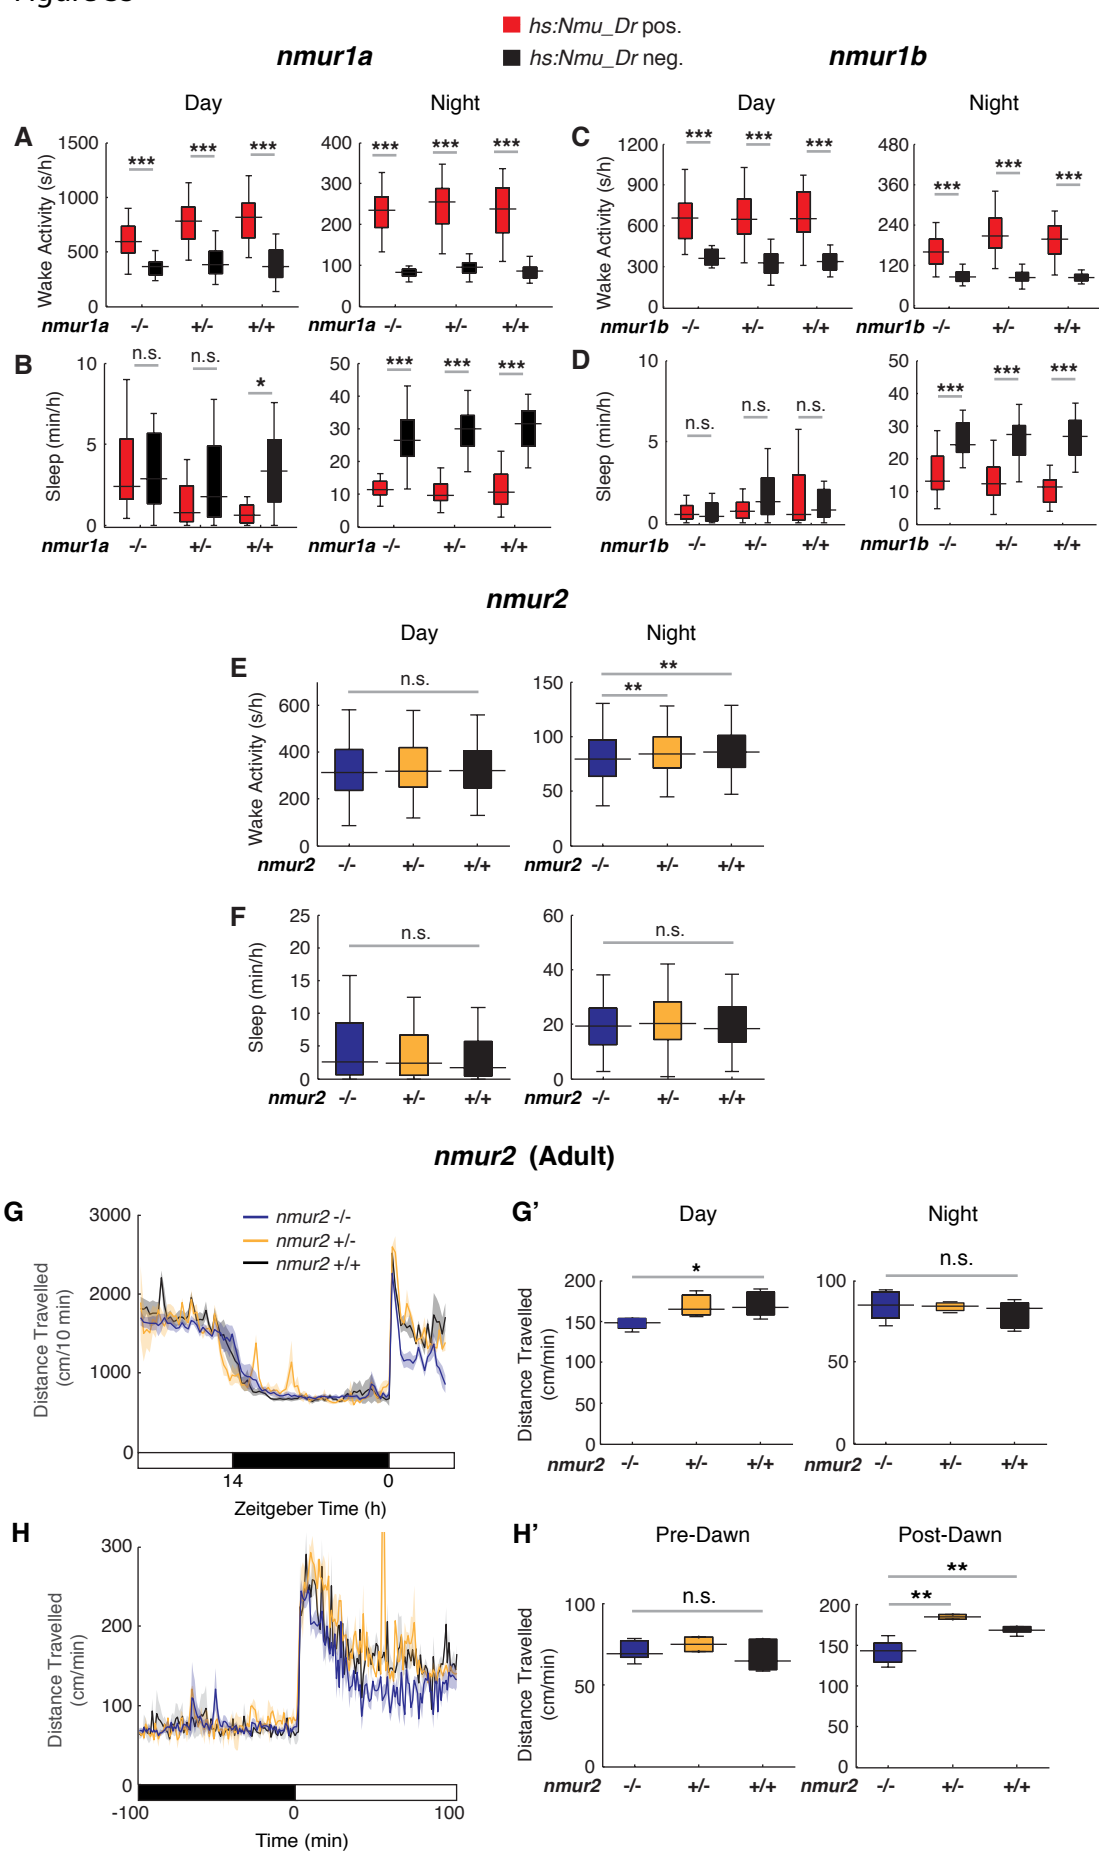 hs:Nmu_Dr pos.
hs:Nmu_Dr neg.
nmur1a
nmur1b
Day
Night
Day
Night
A
Wake Activity (s/h)
1500
1000
500
0
***
***
***
400
300
200
100
0
***
***
***
nmur1a -/- +/- +/+
nmur1a -/- +/- +/+
C
Wake Activity (s/h)
1200
900
600
300
0
***
***
***
480
360
240
120
0
***
***
***
nmur1b -/- +/- +/+
nmur1b -/- +/- +/+
B
Sleep (min/h)
10
5
0
n.s.
n.s.
*
50
40
30
20
10
0
***
***
***
nmur1a -/- +/- +/+
nmur1a -/- +/- +/+
D
Sleep (min/h)
10
5
0
n.s.
n.s.
n.s.
50
40
30
20
10
0
***
***
***
nmur1b -/- +/- +/+
nmur1b -/- +/- +/+
nmur2
Day
Night
E
Wake Activity (s/h)
600
400
200
0
n.s.
150
100
50
0
**
**
nmur2 -/- +/- +/+
nmur2 -/- +/- +/+
F
Sleep (min/h)
25
20
15
10
5
0
n.s.
60
40
20
0
n.s.
nmur2 -/- +/- +/+
nmur2 -/- +/- +/+
nmur2 (Adult)
G
Distance Travelled
(cm/10 min)
3000
2000
1000
0
nmur2 -/-
nmur2 +/-
nmur2 +/+
14
0
Zeitgeber Time (h)
G'
Day
Night
Distance Travelled
(cm/min)
200
150
100
50
0
*
100
50
0
n.s.
nmur2 -/- +/- +/+
nmur2 -/- +/- +/+
H
Distance Travelled
(cm/min)
300
200
100
0
-100
0
100
Time (min)
H'
Pre-Dawn
Post-Dawn
Distance Travelled
(cm/min)
100
50
0
n.s.
200
150
100
50
0
**
**
nmur2 -/- +/- +/+
nmur2 -/- +/- +/+